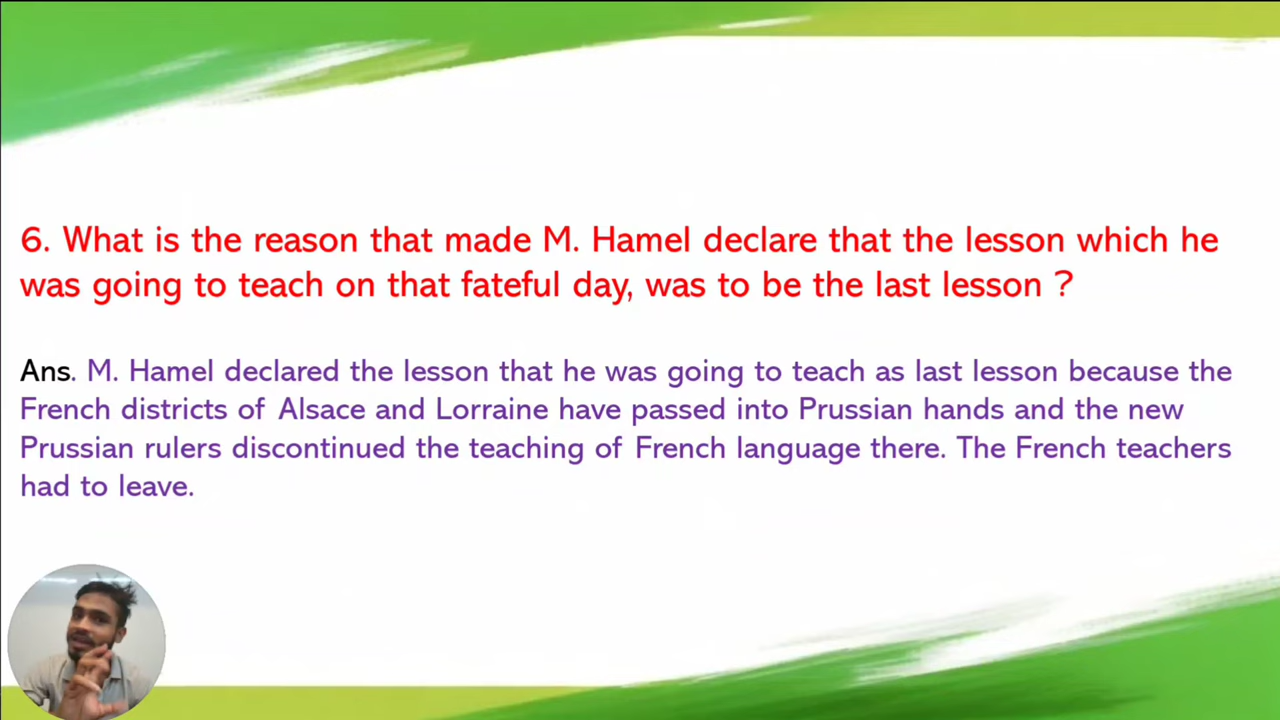 6. What is the reason that made M. Hamel declare that the lesson which he
was going to teach on that fateful day, was to be the last lesson ?
Ans. M. Hamel declared the lesson that he was going to teach as last lesson because the
French districts of Alsace and Lorraine have passed into Prussian hands and the new
Prussian rulers discontinued the teaching of French language there. The French teachers
had to leave.